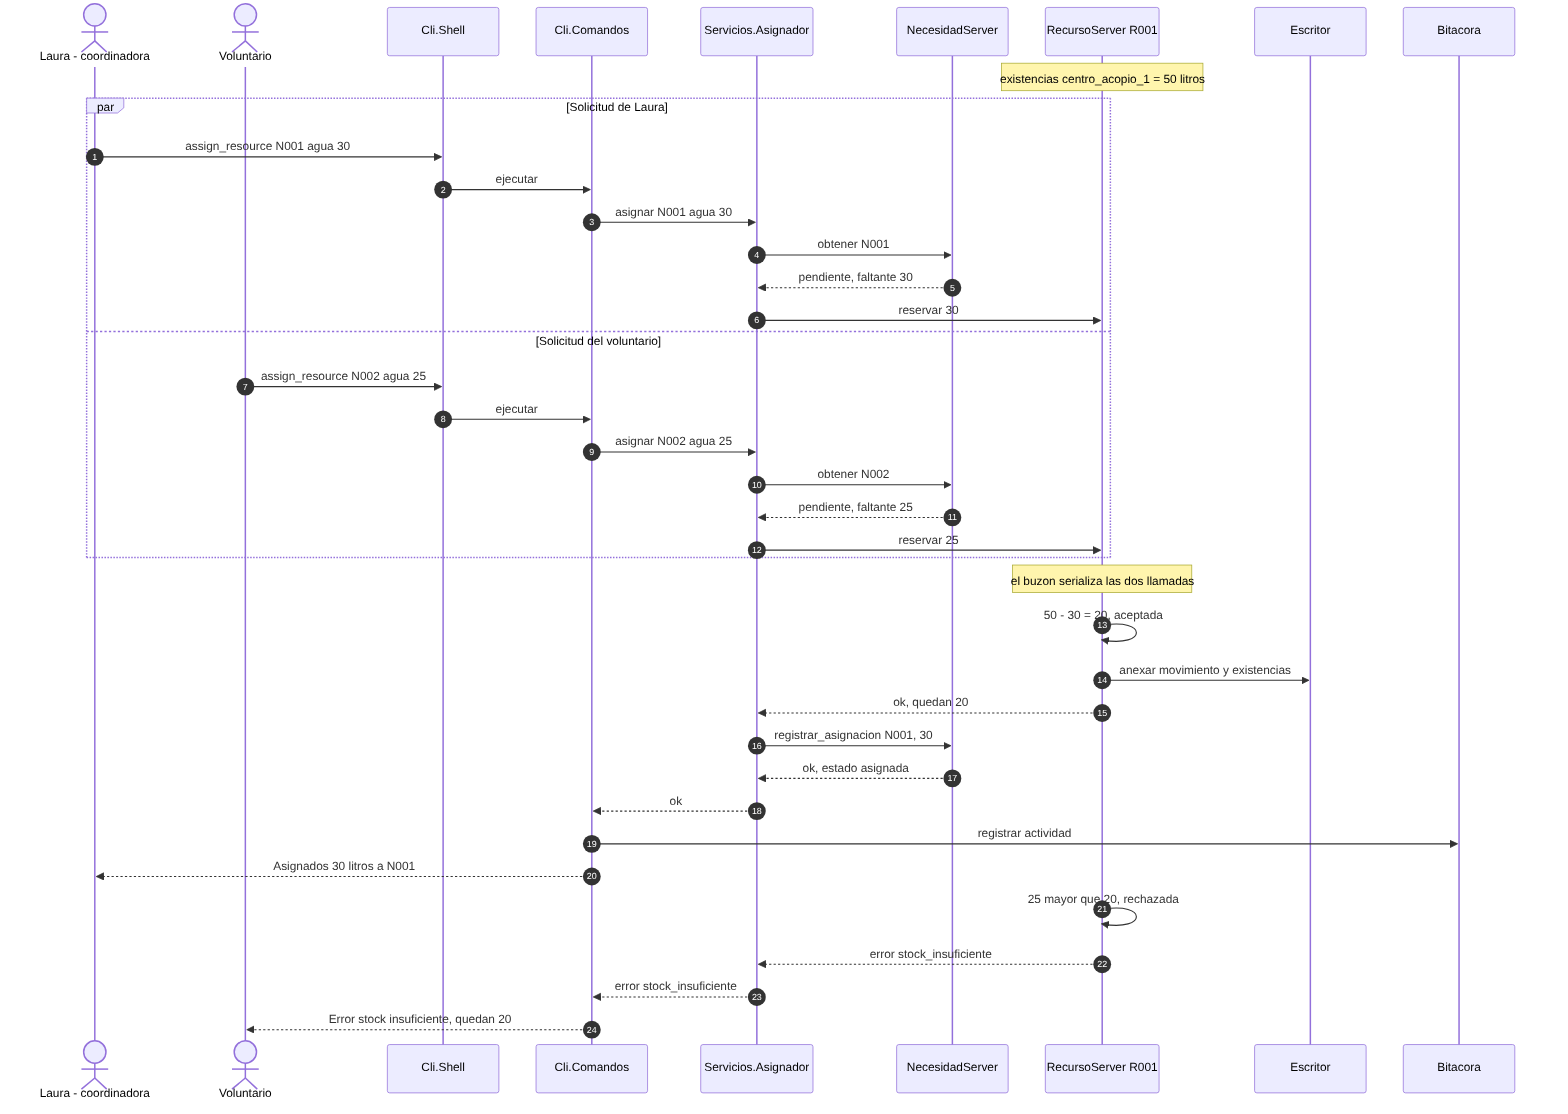 Laura - coordinadora
Voluntario
Cli.Shell
Cli.Comandos
Servicios.Asignador
NecesidadServer
RecursoServer R001
Escritor
Bitacora
existencias centro_acopio_1 = 50 litros
par
[Solicitud de Laura]
1
assign_resource N001 agua 30
2
ejecutar
3
asignar N001 agua 30
4
obtener N001
pendiente, faltante 30
5
6
reservar 30
[Solicitud del voluntario]
7
assign_resource N002 agua 25
8
ejecutar
9
asignar N002 agua 25
10
obtener N002
pendiente, faltante 25
11
12
reservar 25
el buzon serializa las dos llamadas
50 - 30 = 20, aceptada
13
14
anexar movimiento y existencias
ok, quedan 20
15
16
registrar_asignacion N001, 30
ok, estado asignada
17
ok
18
19
registrar actividad
Asignados 30 litros a N001
20
25 mayor que 20, rechazada
21
error stock_insuficiente
22
error stock_insuficiente
23
Error stock insuficiente, quedan 20
24
Laura - coordinadora
Voluntario
Cli.Shell
Cli.Comandos
Servicios.Asignador
NecesidadServer
RecursoServer R001
Escritor
Bitacora